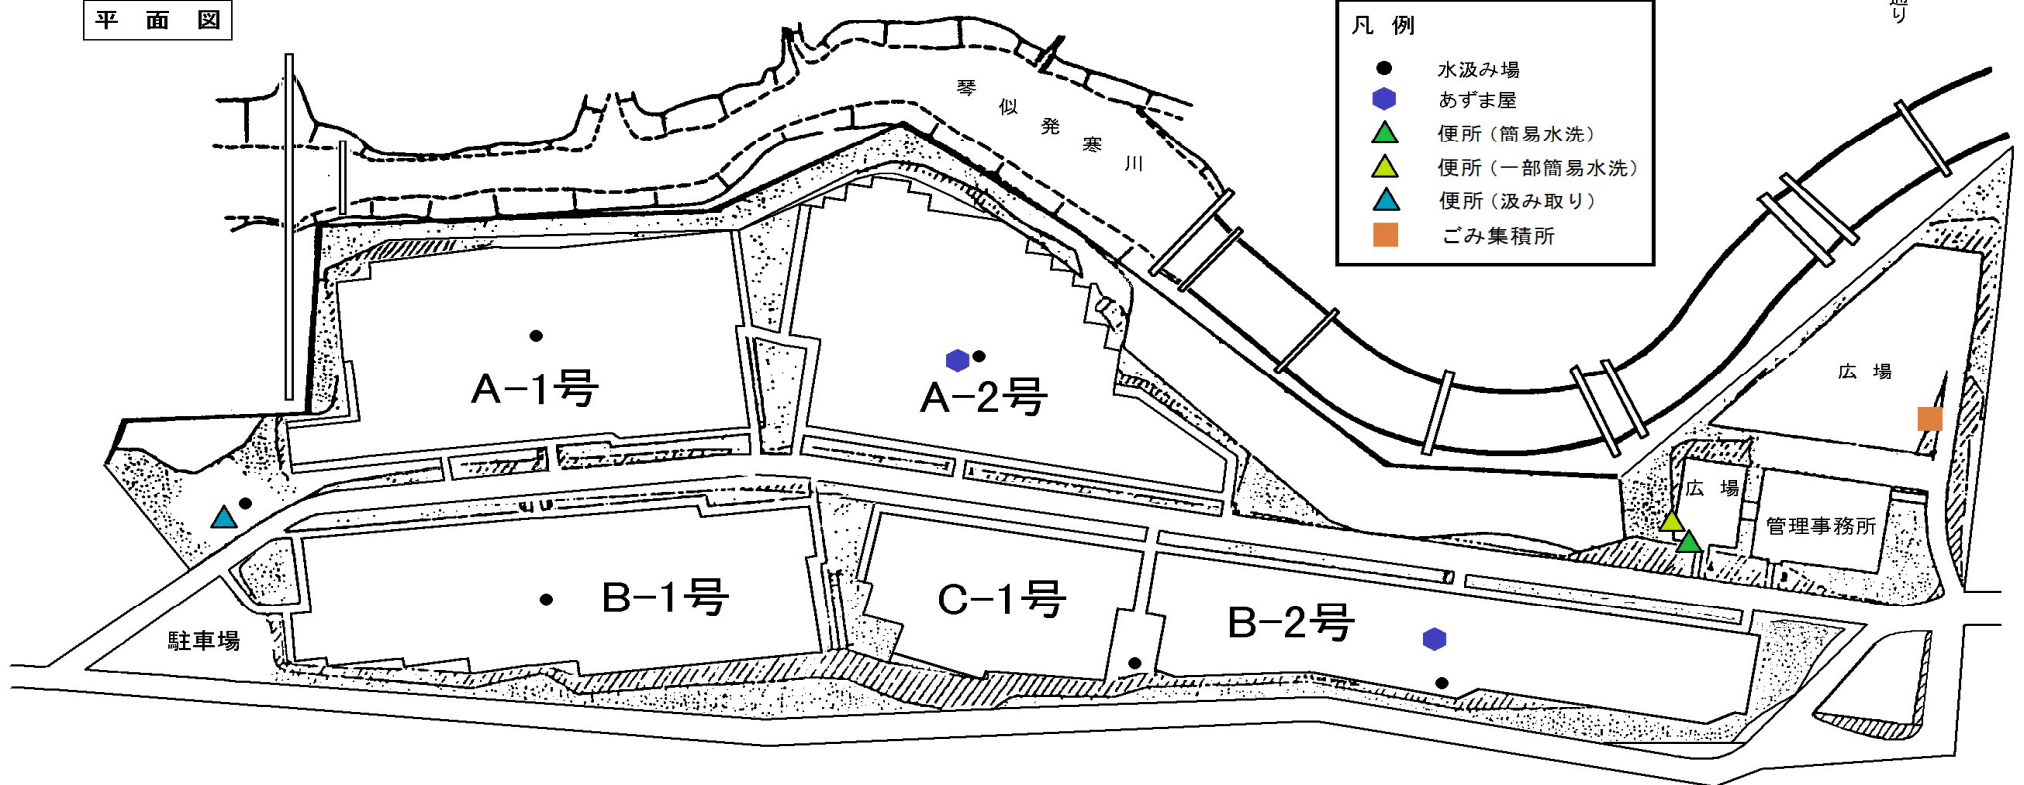 平面図
通り
凡例
水汲み場
あずま屋
便所(簡易水洗)
便所(一部簡易水洗)
便所(汲み取り)
ごみ集積所
琴似発寒川
広場
A-1号
A-2号
広場
管理事務所
B-1号
C-1号
B-2号
駐車場